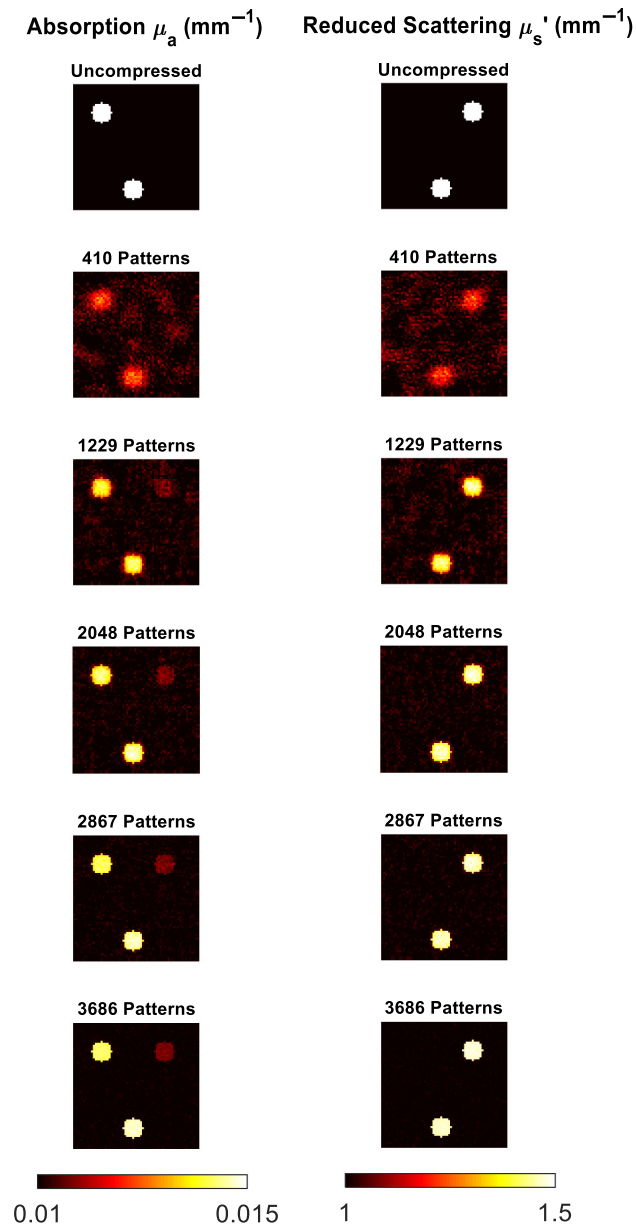 Absorption μa (mm−1) Reduced Scattering μs' (mm−1)
Uncompressed Uncompressed
410 Patterns 410 Patterns
1229 Patterns 1229 Patterns
2048 Patterns 2048 Patterns
2867 Patterns 2867 Patterns
3686 Patterns 3686 Patterns
0.01 0.015 1 1.5